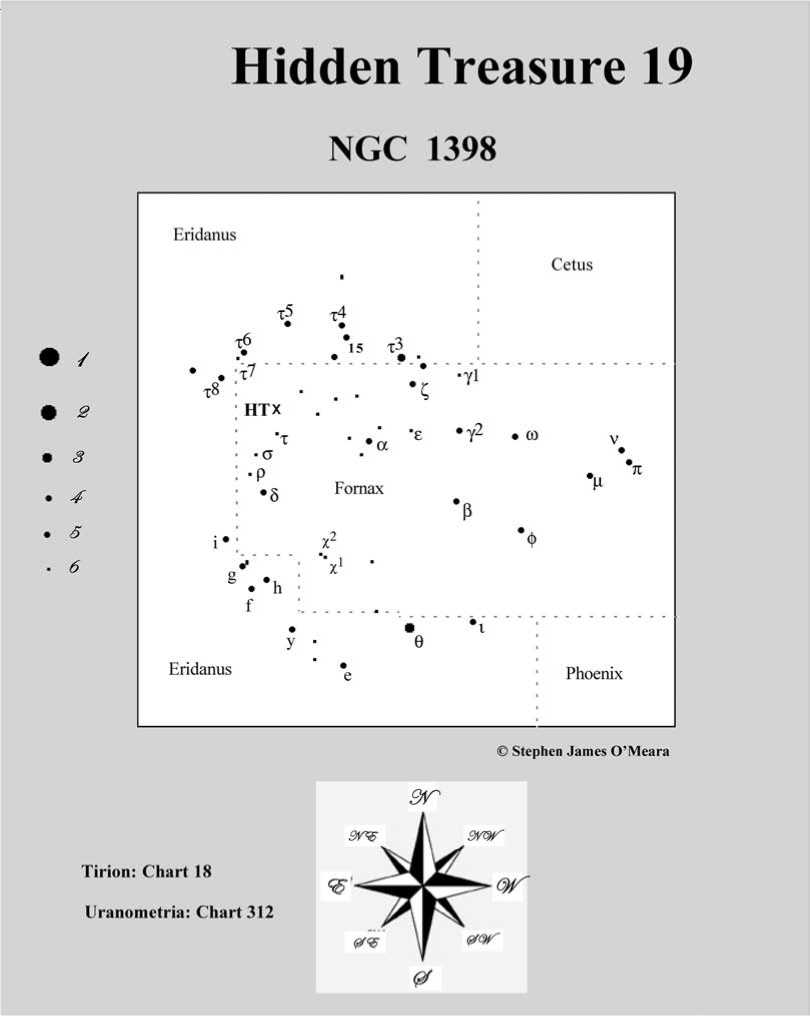 Hidden Treasure 19
NGC 1398
Eridanus
Cetus
τ5
τ4
15
τ3
τ6
τ7
τ8
γ1
ζ
1
2
3
4
5
6
HTx
τ
ε
γ2
ω
ν
α
σ
π
ρ
μ
Fornax
δ
β
φ
i
χ2
χ1
g
h
f
y
θ
ι
Eridanus
e
Phoenix
© Stephen James O’Meara
N
NE
NW
Tirion: Chart 18
E
W
Uranometria: Chart 312
SE
SW
S